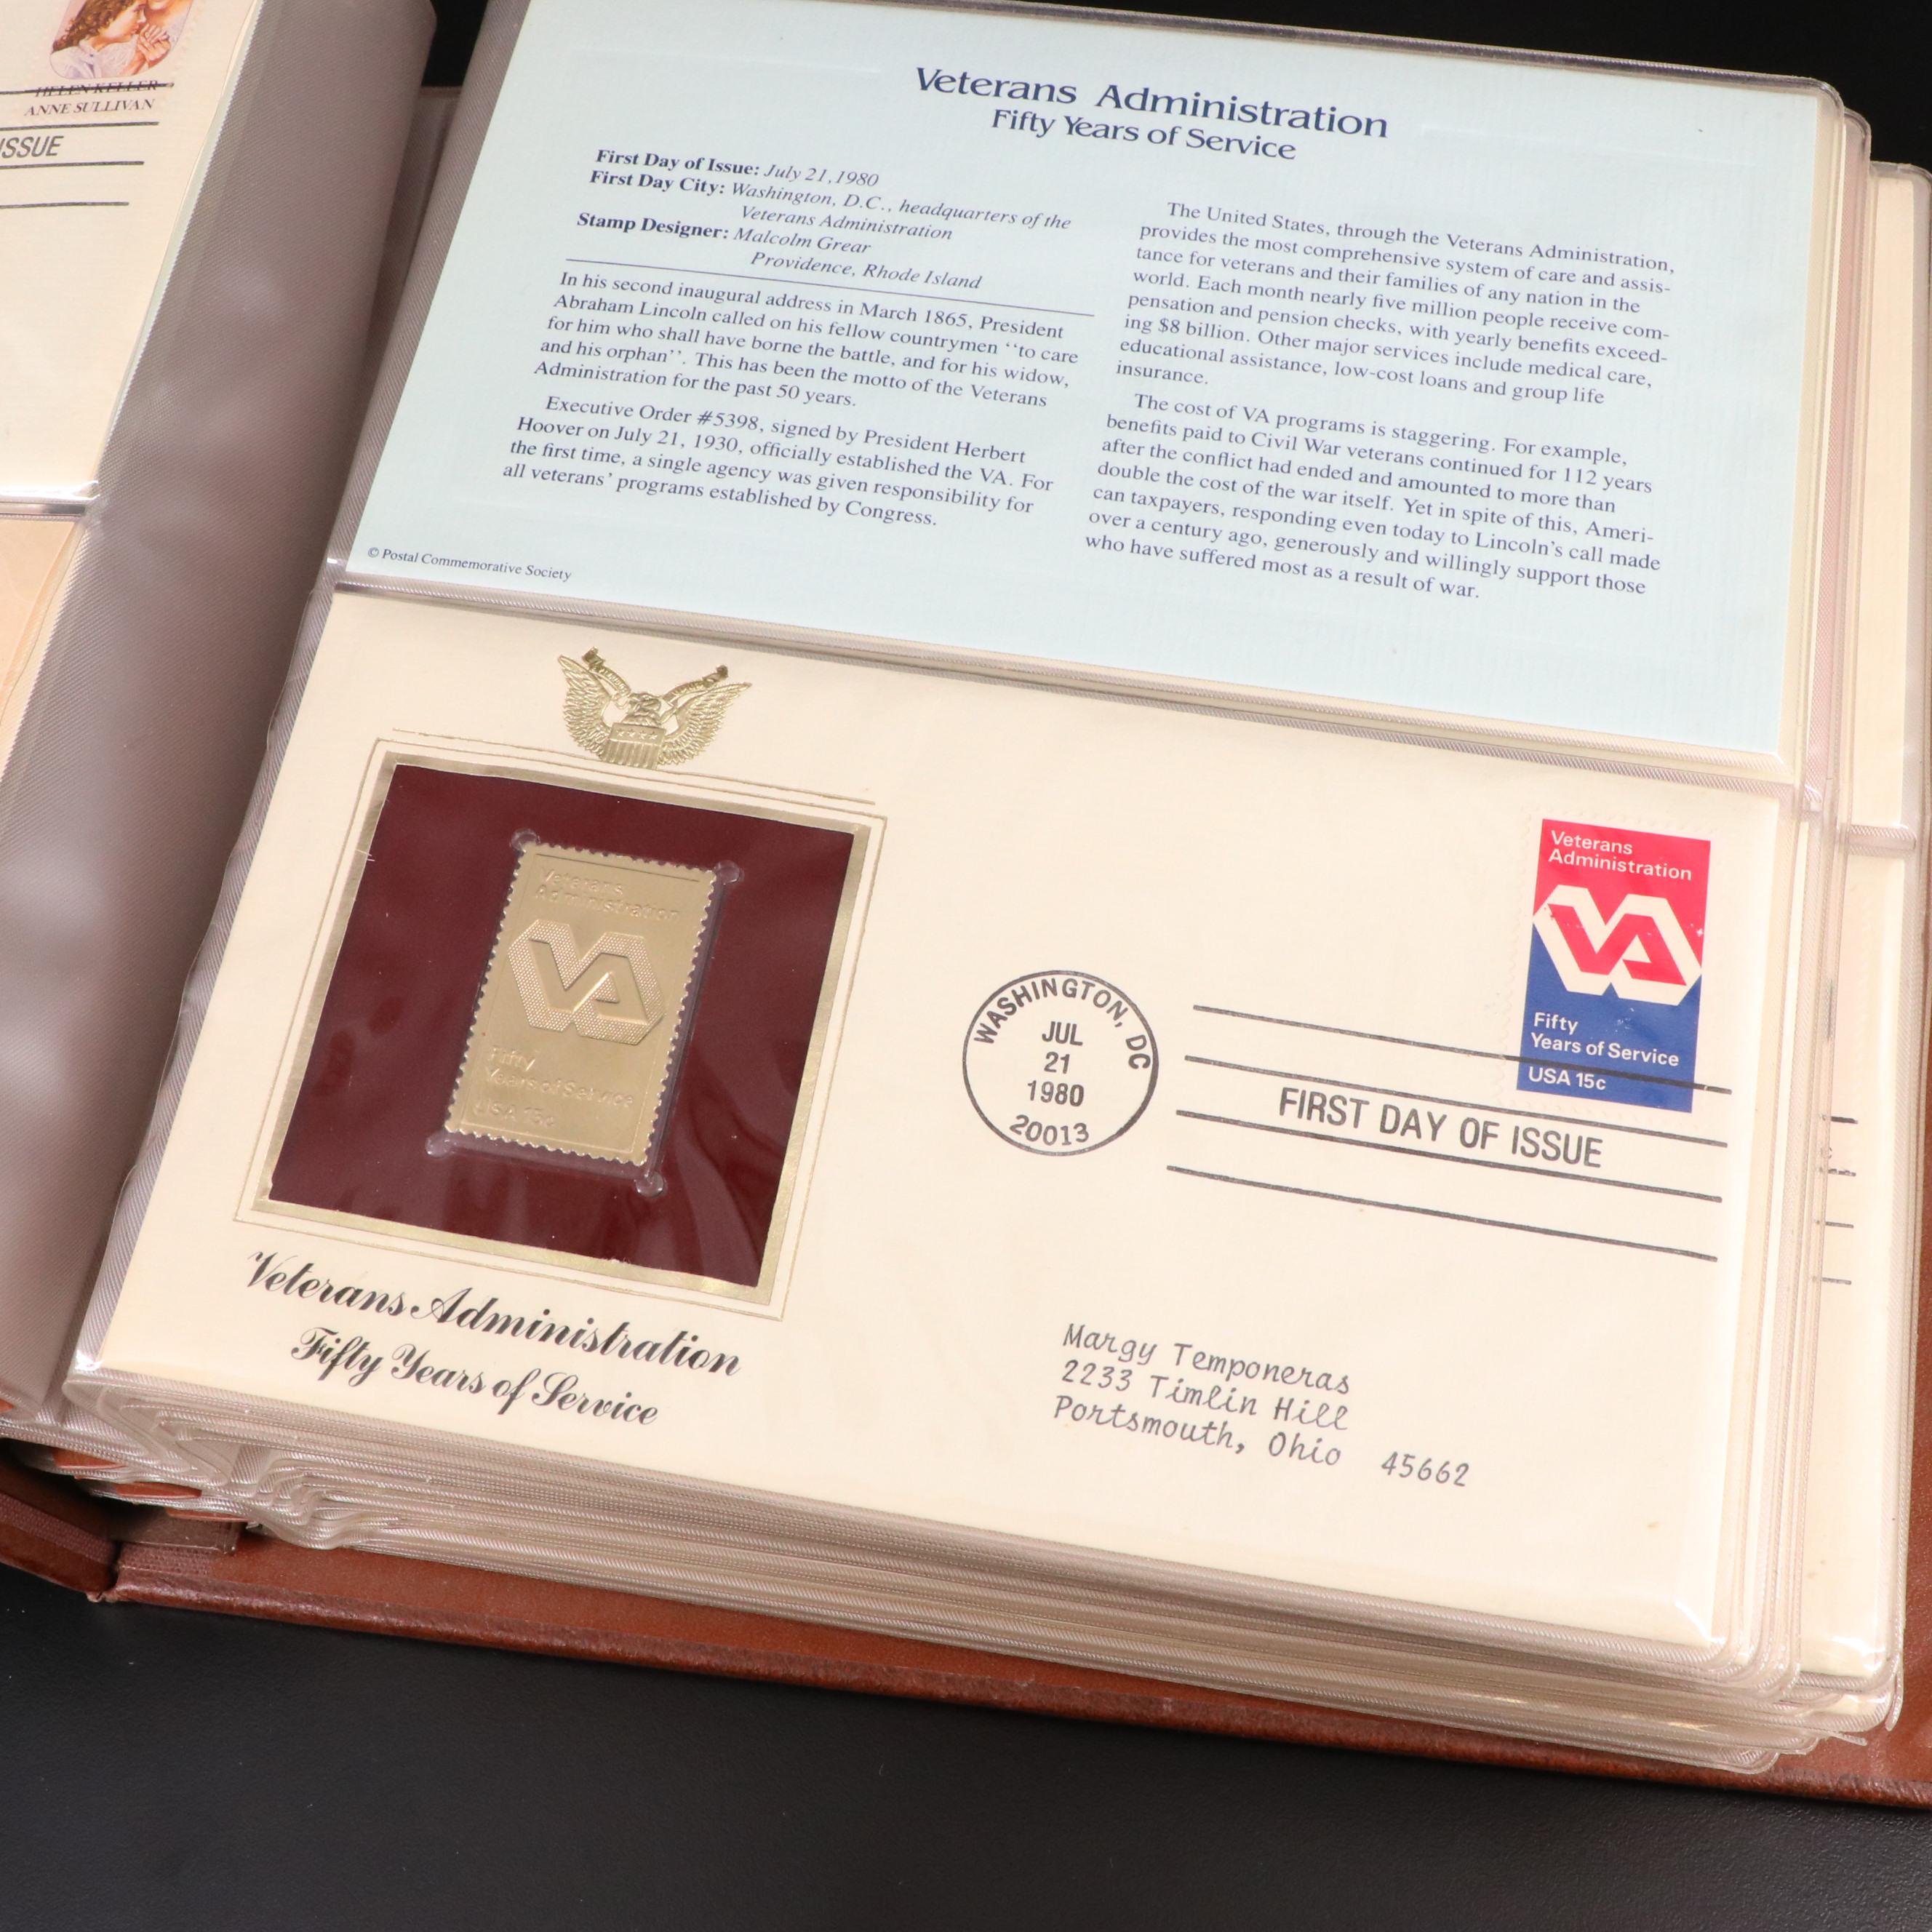 HELEN KELLER
ANNE SULLIVAN
ISSUE
Veterans Administration
Fifty Years of Service
First Day of Issue: July 21, 1980
First Day City: Washington, D.C., headquarters of the
Veterans Administration
Stamp Designer: Malcolm Grear
Providence, Rhode Island
In his second inaugural address in March 1865, President
Abraham Lincoln called on his fellow countrymen ‘‘to care
for him who shall have borne the battle, and for his widow,
and his orphan’’. This has been the motto of the Veterans
Administration for the past 50 years.
Executive Order #5398, signed by President Herbert
Hoover on July 21, 1930, officially established the VA. For
the first time, a single agency was given responsibility for
all veterans’ programs established by Congress.
© Postal Commemorative Society
The United States, through the Veterans Administration,
provides the most comprehensive system of care and assis-
tance for veterans and their families of any nation in the
world. Each month nearly five million people receive com-
pensation and pension checks, with yearly benefits exceed-
ing $8 billion. Other major services include medical care,
educational assistance, low-cost loans and group life
insurance.
The cost of VA programs is staggering. For example,
benefits paid to Civil War veterans continued for 112 years
after the conflict had ended and amounted to more than
double the cost of the war itself. Yet in spite of this, Ameri-
can taxpayers, responding even today to Lincoln’s call made
over a century ago, generously and willingly support those
who have suffered most as a result of war.
Veterans
Administration
VA
Fifty
Years of Service
USA 15c
Veterans Administration
Fifty Years of Service
WASHINGTON, DC
JUL
21
1980
20013
FIRST DAY OF ISSUE
Veterans
Administration
VA
Fifty
Years of Service
USA 15c
Margy Temponeras
2233 Timlin Hill
Portsmouth, Ohio 45662